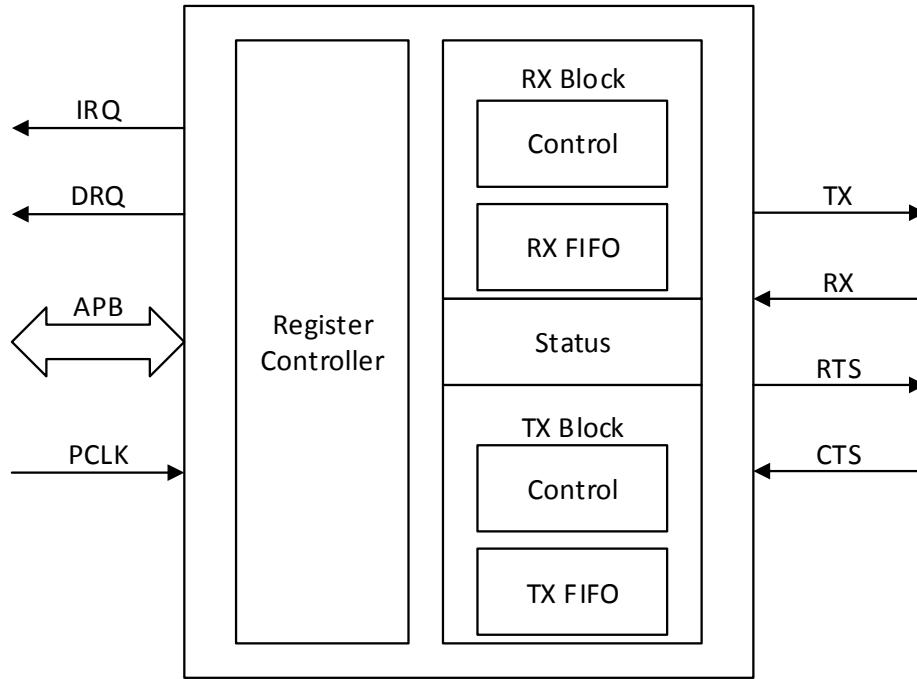 IRQ
DRQ
APB
PCLK
Register
Controller
RX Block
Control
RX FIFO
Status
TX Block
Control
TX FIFO
TX
RX
RTS
CTS